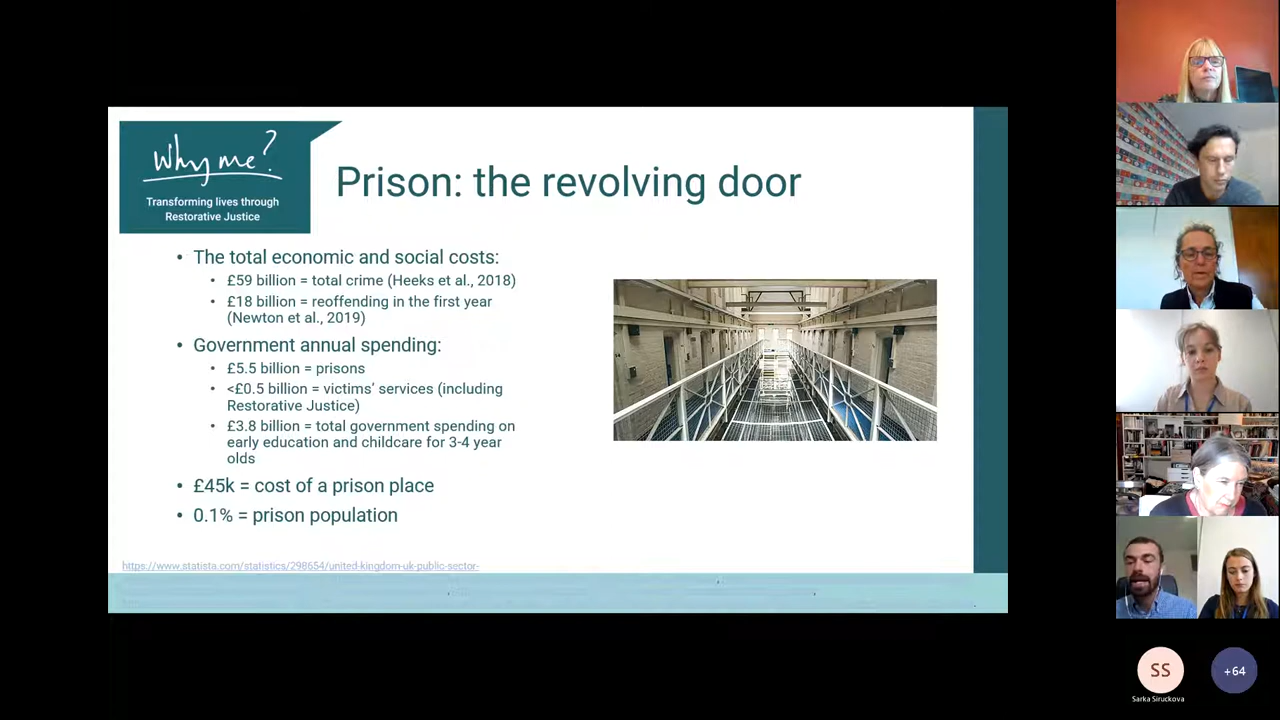 Why me?
Transforming lives through
Restorative Justice
Prison: the revolving door
• The total economic and social costs:
• £59 billion = total crime (Heeks et al., 2018)
• £18 billion = reoffending in the first year
(Newton et al., 2019)
• Government annual spending:
• £5.5 billion = prisons
• <£0.5 billion = victims' services (including
Restorative Justice)
• £3.8 billion = total government spending on
early education and childcare for 3-4 year
olds
• £45k = cost of a prison place
• 0.1% = prison population
https://www.statista.com/statistics/298654/united-kingdom-uk-public-sector-
SS
+64
Sarka Siruckova